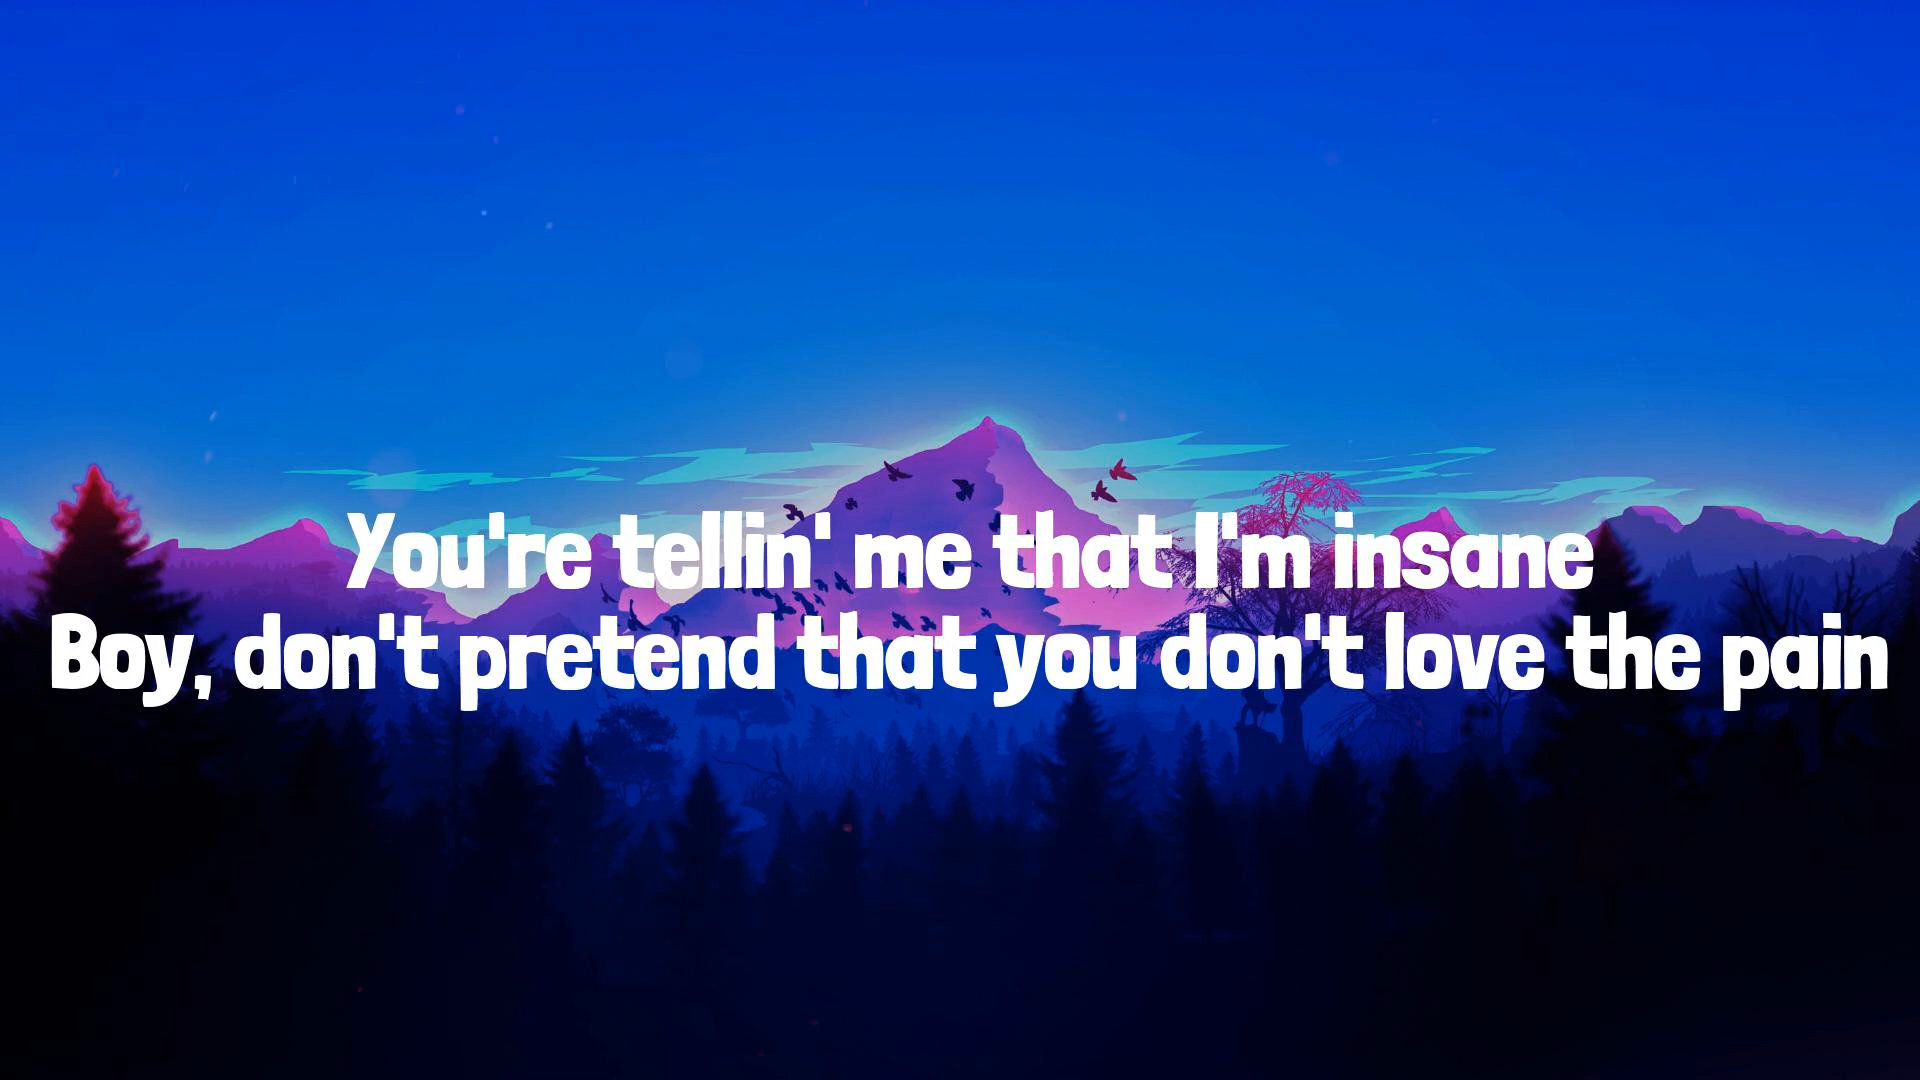 You're tellin' me that I'm insane
Boy, don't pretend that you don't love the pain